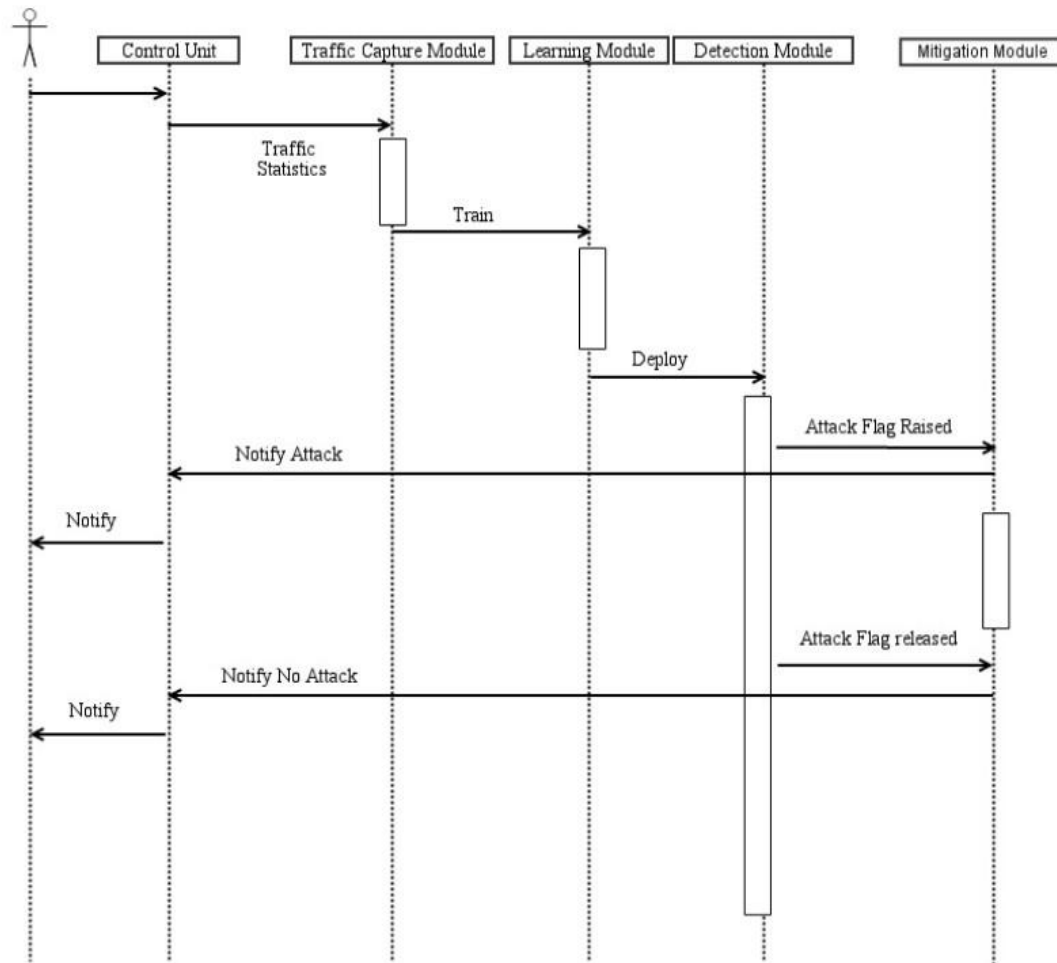 Control Unit
Traffic Capture Module
Learning Module
Detection Module
Mitigation Module
Traffic
Statistics
Train
Deploy
Attack Flag Raised
Notify Attack
Notify
Attack Flag released
Notify No Attack
Notify